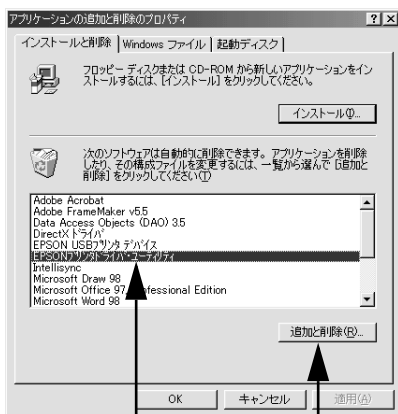 アプリケーションの追加と削除のプロパティ
インストールと削除 Windows ファイル 起動ディスク
フロッピー ディスクまたは CD-ROM から新しいアプリケーションをイン
ストールするには、[インストール] をクリックしてください。
インストール(I)...
次のソフトウェアは自動的に削除できます。アプリケーションを削除
したり、その構成ファイルを変更するには、一覧から選んで [追加と
削除] をクリックしてください(T)
Adobe Acrobat
Adobe FrameMaker v5.5
Data Access Objects (DAO) 3.5
DirectX ドライバ
EPSON USBプリンタ デバイス
EPSONプリンタドライバ・ユーティリティ
Intellisync
Microsoft Draw 98
Microsoft Office 97, Professional Edition
Microsoft Word 98
追加と削除(R)...
OK キャンセル 適用(A)